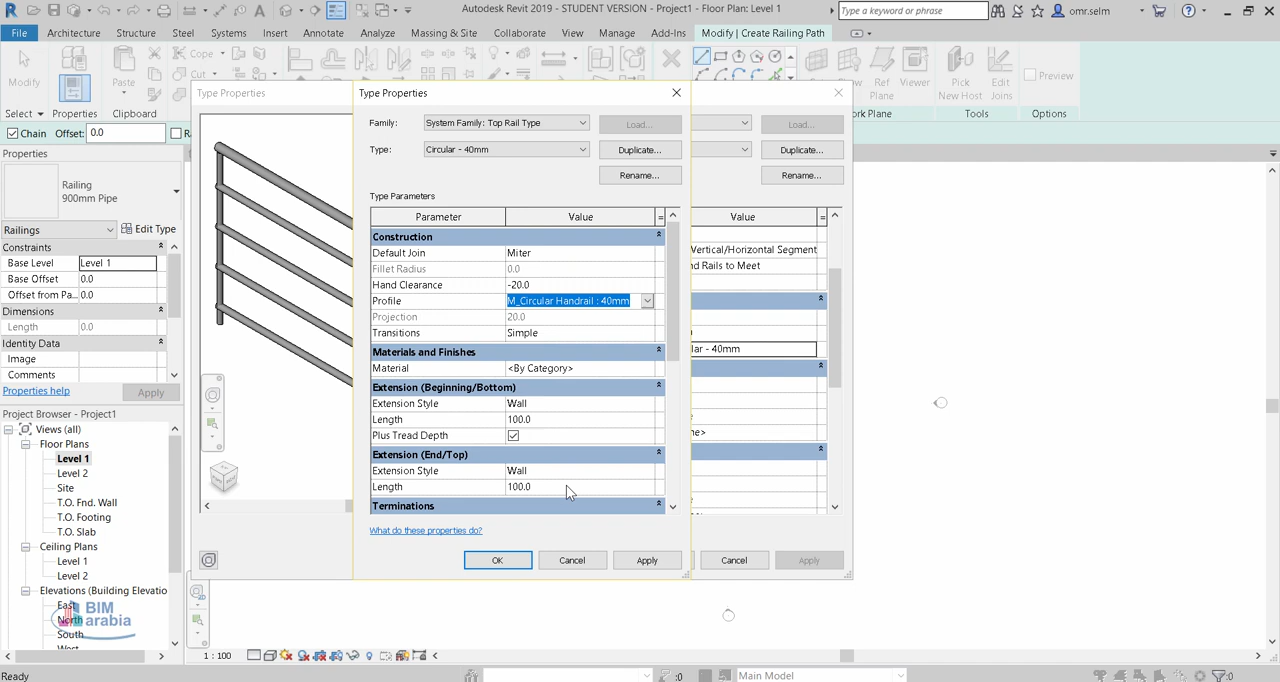 Autodesk Revit 2019 - STUDENT VERSION - Project1 - Floor Plan: Level 1
Type a keyword or phrase
omr.selm
File
Architecture
Structure
Steel
Systems
Insert
Annotate
Analyze
Massing & Site
Collaborate
View
Manage
Add-Ins
Modify | Create Railing Path
Modify
Paste
Cope
Cut
Ref
Plane
Viewer
Pick
New Host
Edit
Joins
Preview
Select
Properties
Clipboard
ork Plane
Tools
Options
Chain
Offset:
0.0
Properties
Railing
900mm Pipe
Railings
Edit Type
Constraints
Base Level
Level 1
Base Offset
0.0
Offset from Pa...
0.0
Dimensions
Length
0.0
Identity Data
Image
Comments
Properties help
Apply
Project Browser - Project1
Views (all)
Floor Plans
Level 1
Level 2
Site
T.O. Fnd. Wall
T.O. Footing
T.O. Slab
Ceiling Plans
Level 1
Level 2
Elevations (Building Elevatio
East
North
South
West
BIM
arabia
Type Properties
Type Properties
Family:
System Family: Top Rail Type
Load...
Type:
Circular - 40mm
Duplicate...
Rename...
Type Parameters
Parameter
Value
=
Construction
Default Join
Miter
Fillet Radius
0.0
Hand Clearance
-20.0
Profile
M_Circular Handrail : 40mm
Projection
20.0
Transitions
Simple
Materials and Finishes
Material
<By Category>
Extension (Beginning/Bottom)
Extension Style
Wall
Length
100.0
Plus Tread Depth
Extension (End/Top)
Extension Style
Wall
Length
100.0
Terminations
What do these properties do?
OK
Cancel
Apply
Load...
Duplicate...
Rename...
Value
=
Vertical/Horizontal Segment
nd Rails to Meet
lar - 40mm
ne>
Cancel
Apply
1 : 100
Ready
:0
Main Model
:0